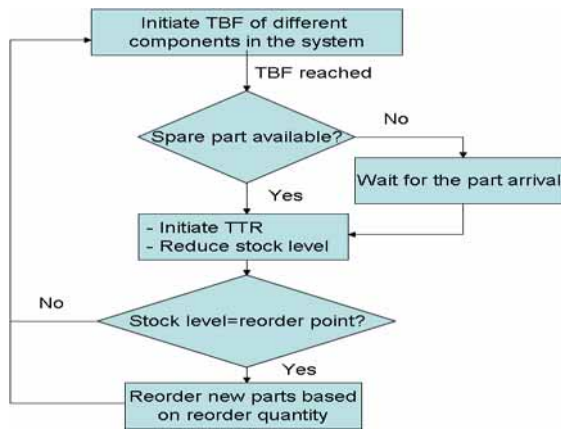 Initiate TBF of different
components in the system
TBF reached
Spare part available?
No
Wait for the part arrival
Yes
- Initiate TTR
- Reduce stock level
No
Stock level=reorder point?
Yes
Reorder new parts based
on reorder quantity